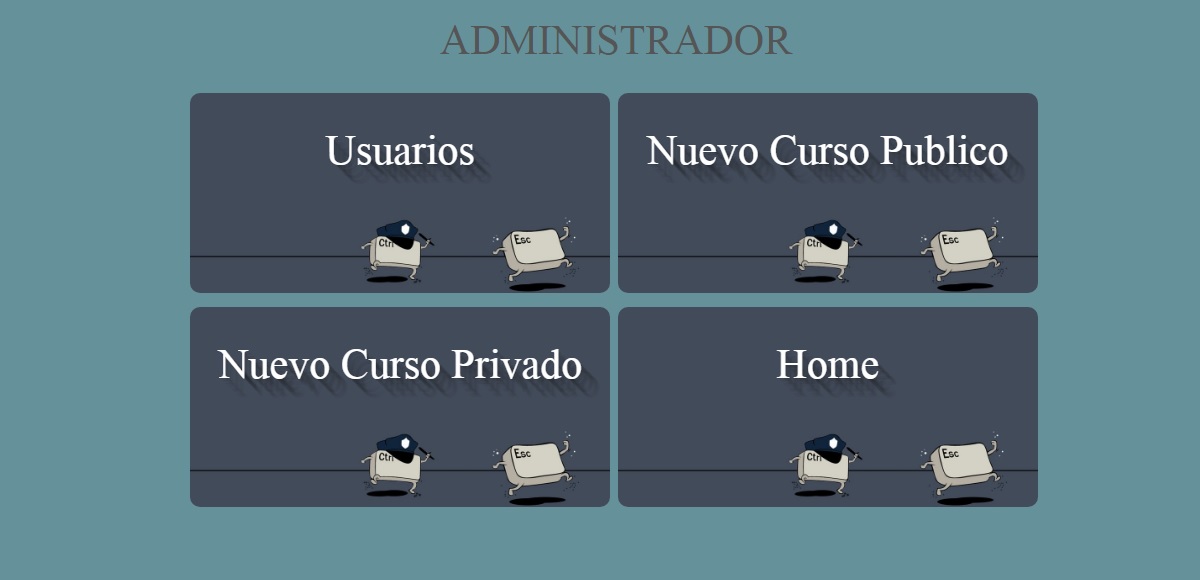 ADMINISTRADOR
Usuarios
Nuevo Curso Publico
Ctrl
Esc
Ctrl
Esc
Nuevo Curso Privado
Home
Ctrl
Esc
Ctrl
Esc